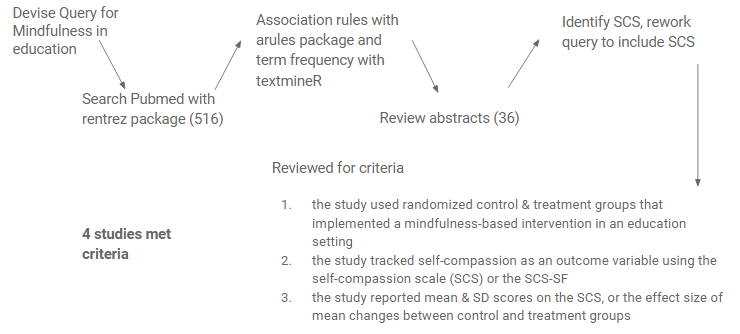 Devise Query for
Mindfulness in
education
Search Pubmed with
rentrez package (516)
Association rules with
arules package and
term frequency with
textmineR
Review abstracts (36)
Identify SCS, rework
query to include SCS
Reviewed for criteria
1. the study used randomized control & treatment groups that
implemented a mindfulness-based intervention in an education
setting
2. the study tracked self-compassion as an outcome variable using the
self-compassion scale (SCS) or the SCS-SF
3. the study reported mean & SD scores on the SCS, or the effect size of
mean changes between control and treatment groups
4 studies met
criteria